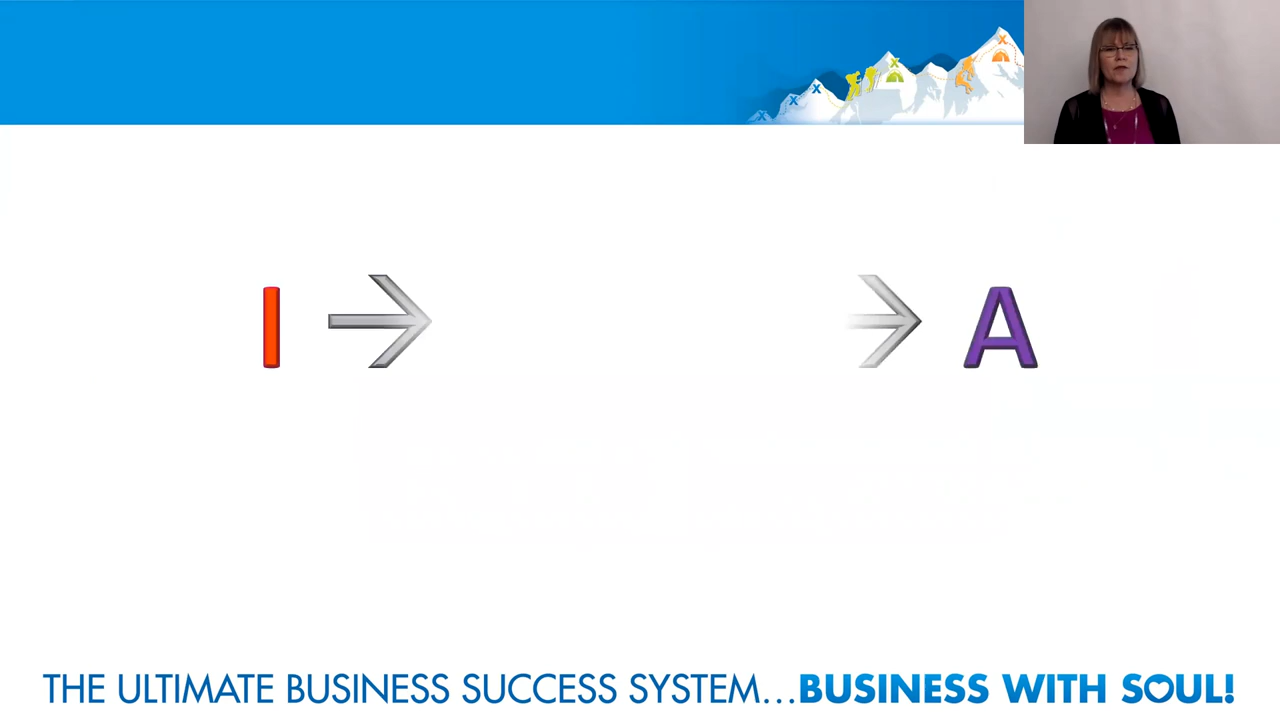 I → → A
THE ULTIMATE BUSINESS SUCCESS SYSTEM...BUSINESS WITH SOUL!